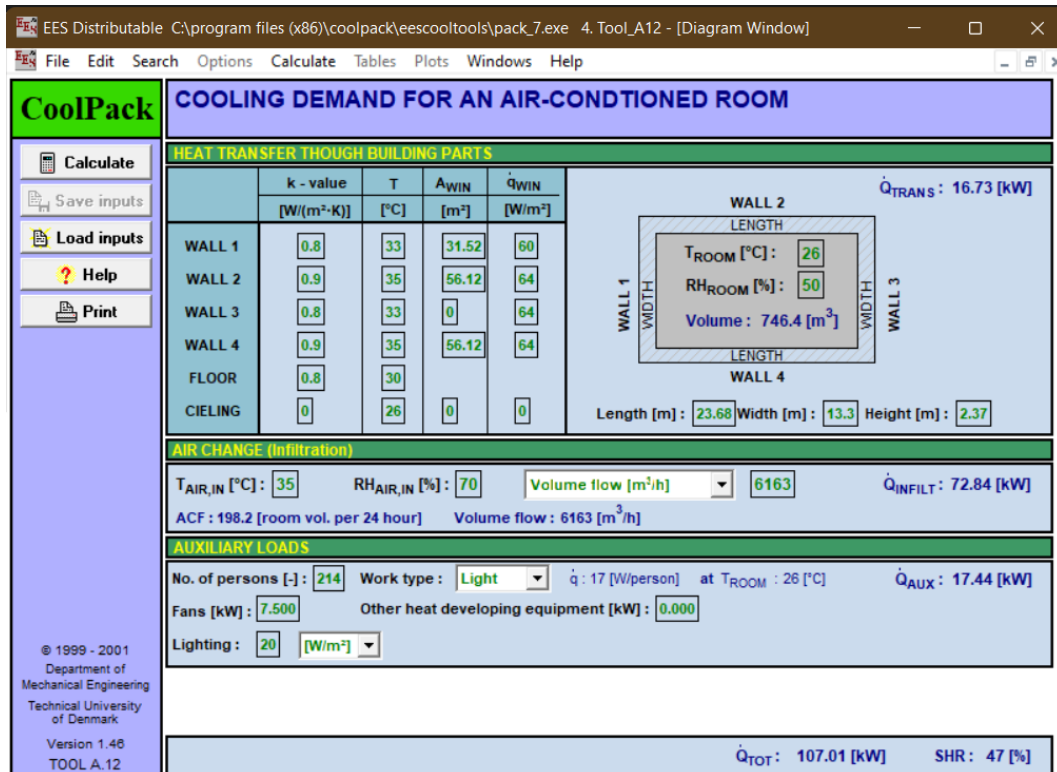 EES Distributable C:\program files (x86)\coolpack\eescooltools\pack_7.exe 4. Tool_A12 - [Diagram Window]
File Edit Search Options Calculate Tables Plots Windows Help
CoolPack
COOLING DEMAND FOR AN AIR-CONDTIONED ROOM
Calculate
Save inputs
Load inputs
Help
Print
HEAT TRANSFER THOUGH BUILDING PARTS
k - value T AWIN q̇WIN
[W/(m²·K)] [°C] [m²] [W/m²]
WALL 1 0.8 33 31.52 60
WALL 2 0.9 35 56.12 64
WALL 3 0.8 33 0 64
WALL 4 0.9 35 56.12 64
FLOOR 0.8 30
CIELING 0 26 0 0
Q̇TRANS : 16.73 [kW]
WALL 2
LENGTH
WALL 1
WIDTH
TROOM [°C] : 26
RHROOM [%] : 50
Volume : 746.4 [m³]
WIDTH
WALL 3
LENGTH
WALL 4
Length [m] : 23.68 Width [m] : 13.3 Height [m] : 2.37
AIR CHANGE (Infiltration)
TAIR,IN [°C] : 35 RHAIR,IN [%] : 70 Volume flow [m³/h] 6163 Q̇INFILT : 72.84 [kW]
ACF : 198.2 [room vol. per 24 hour] Volume flow : 6163 [m³/h]
AUXILIARY LOADS
No. of persons [-] : 214 Work type : Light q̇ : 17 [W/person] at TROOM : 26 [°C] Q̇AUX : 17.44 [kW]
Fans [kW] : 7.500 Other heat developing equipment [kW] : 0.000
Lighting : 20 [W/m²]
© 1999 - 2001
Department of
Mechanical Engineering
Technical University
of Denmark
Version 1.46
TOOL A.12
Q̇TOT : 107.01 [kW] SHR : 47 [%]